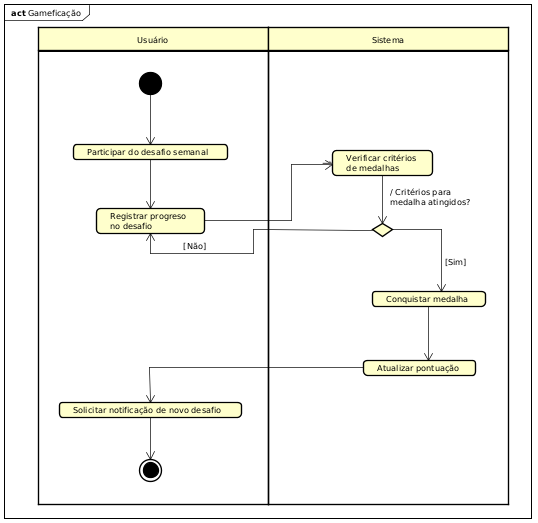 act Gameficação
Usuário
Sistema
Participar do desafio semanal
Verificar critérios
de medalhas
/ Critérios para
medalha atingidos?
Registrar progreso
no desafio
[Não]
[Sim]
Conquistar medalha
Atualizar pontuação
Solicitar notificação de novo desafio